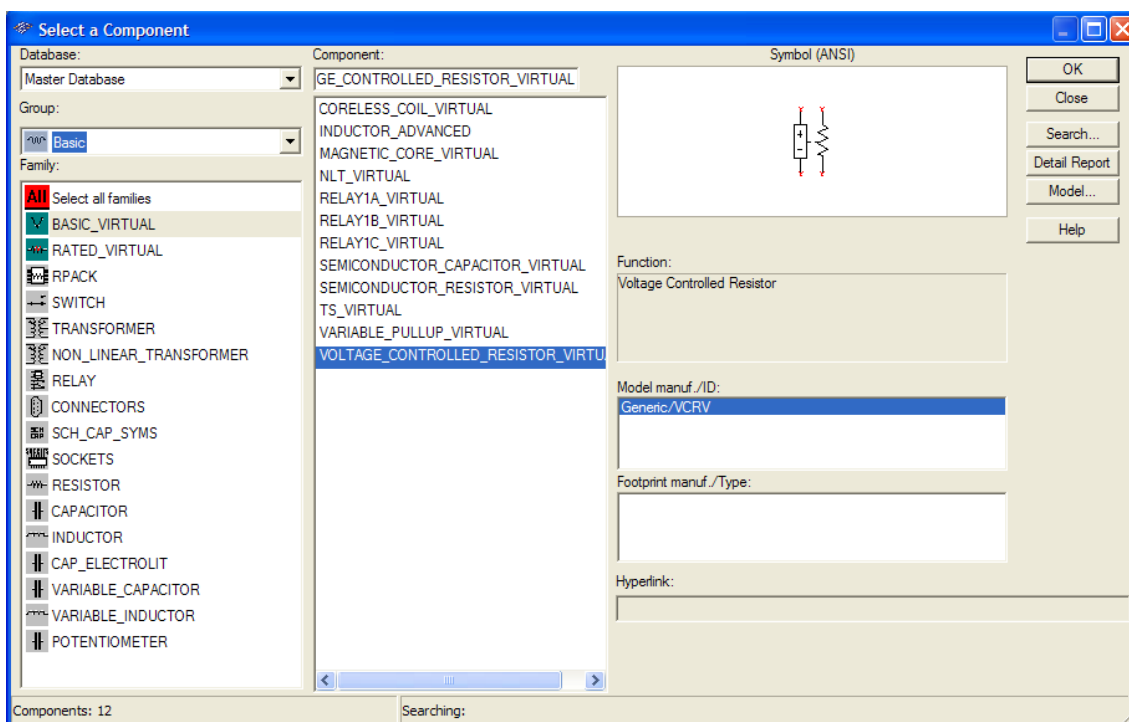 Select a Component
Database:
Master Database
Group:
Basic
Family:
All Select all families
BASIC_VIRTUAL
RATED_VIRTUAL
RPACK
SWITCH
TRANSFORMER
NON_LINEAR_TRANSFORMER
RELAY
CONNECTORS
SCH_CAP_SYMS
SOCKETS
RESISTOR
CAPACITOR
INDUCTOR
CAP_ELECTROLIT
VARIABLE_CAPACITOR
VARIABLE_INDUCTOR
POTENTIOMETER
Component:
GE_CONTROLLED_RESISTOR_VIRTUAL
CORELESS_COIL_VIRTUAL
INDUCTOR_ADVANCED
MAGNETIC_CORE_VIRTUAL
NLT_VIRTUAL
RELAY1A_VIRTUAL
RELAY1B_VIRTUAL
RELAY1C_VIRTUAL
SEMICONDUCTOR_CAPACITOR_VIRTUAL
SEMICONDUCTOR_RESISTOR_VIRTUAL
TS_VIRTUAL
VARIABLE_PULLUP_VIRTUAL
VOLTAGE_CONTROLLED_RESISTOR_VIRTUA
Symbol (ANSI)
Function:
Voltage Controlled Resistor
Model manuf./ID:
Generic/VCRV
Footprint manuf./Type:
Hyperlink:
OK
Close
Search...
Detail Report
Model...
Help
Components: 12
Searching: